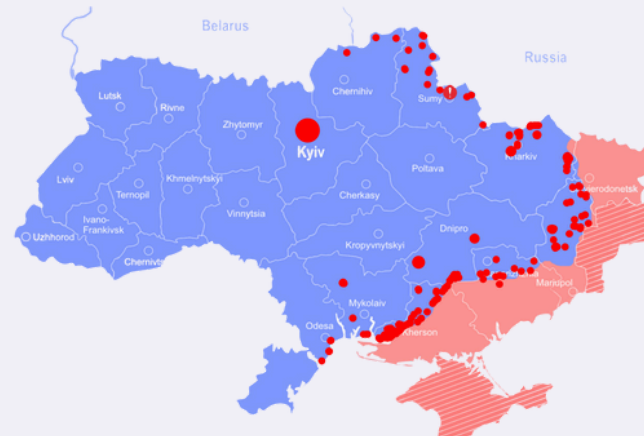 Belarus
Russia
Lutsk
Rivne
Chernihiv
Sumy
!
Zhytomyr
Kyiv
Kharkiv
Lviv
Ternopil
Khmelnytskyi
Poltava
Cherkasy
Ivano-
Frankivsk
Vinnytsia
Uzhhorod
Chernivtsi
Kropyvnytskyi
Dnipro
Mariupol
Mykolaiv
Odesa
Kherson